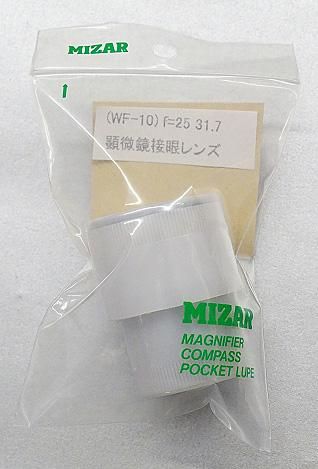 MIZAR
(WF-10) f=25 31.7
顕微鏡接眼レンズ
MIZAR
MAGNIFIER
COMPASS
POCKET LUPE